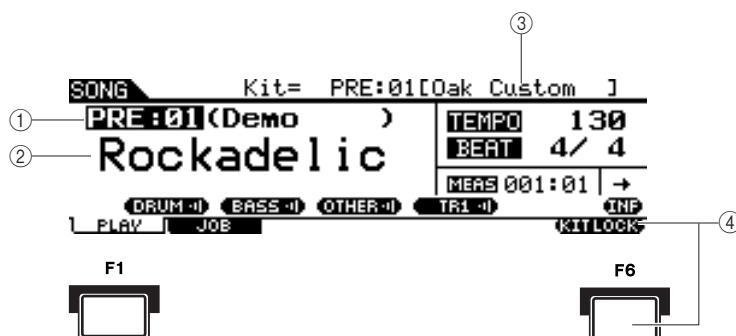 ③
SONG Kit= PRE:01[Oak Custom ]
① PRE:01(Demo ) TEMPO 130
② Rockadelic BEAT 4/ 4
MEAS 001:01 →
DRUM BASS OTHER TR1 INF
PLAY JOB KITLOCK ④
F1 F6